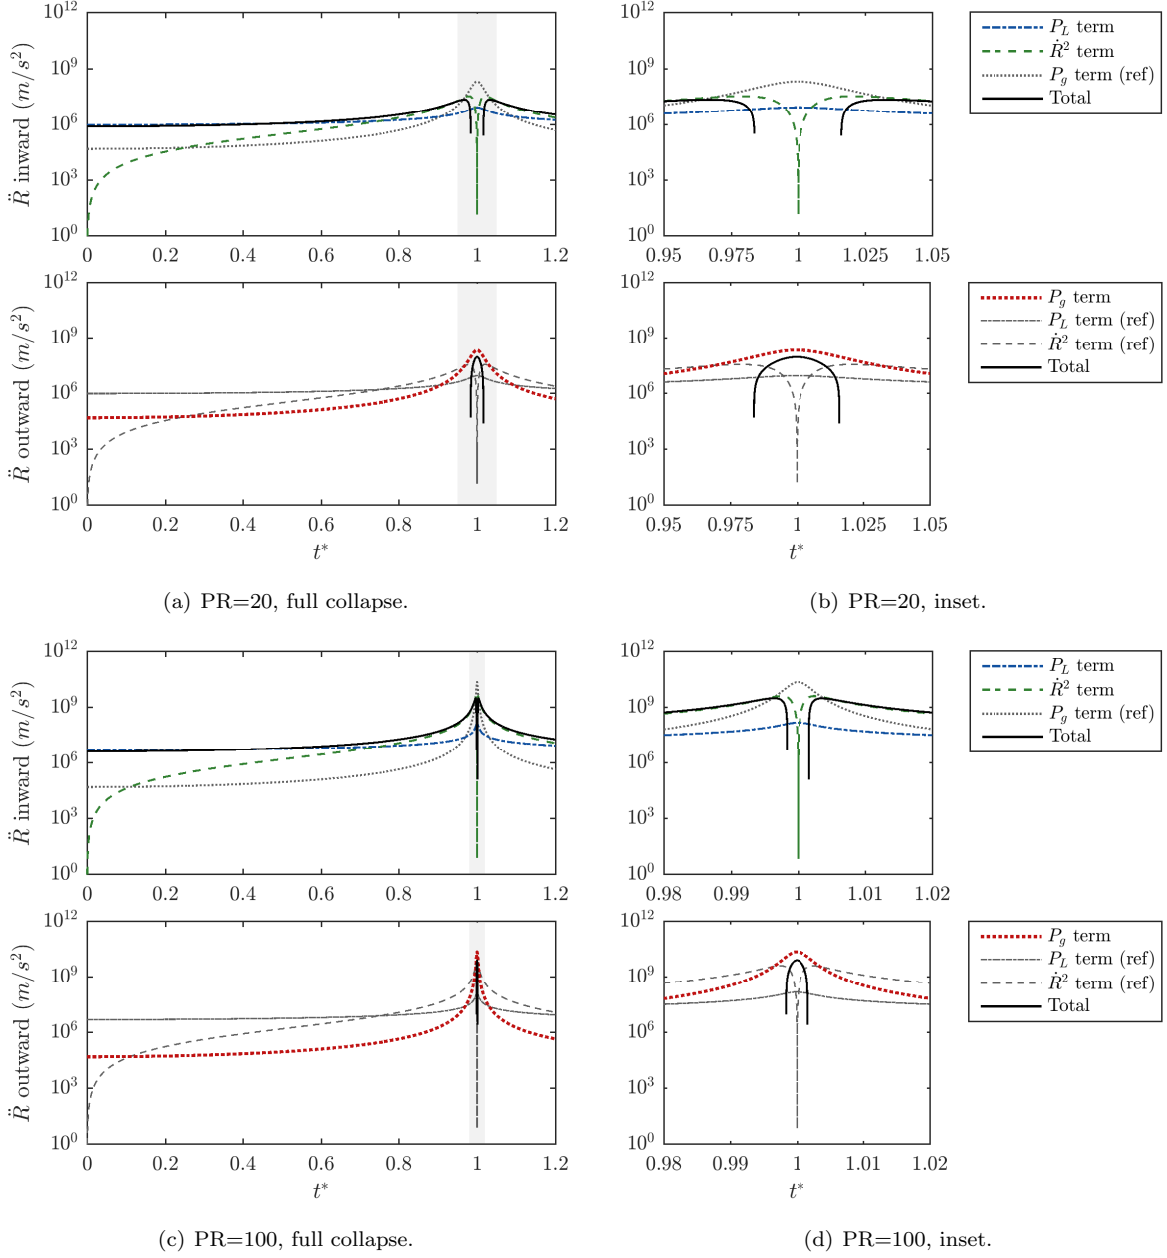 10^12
10^9
10^6
10^3
10^0
R̈ inward (m/s^2)
0 0.2 0.4 0.6 0.8 1 1.2
10^12
10^9
10^6
10^3
10^0
0.95 0.975 1 1.025 1.05
P_L term
Ṙ^2 term
P_g term (ref)
Total
10^12
10^9
10^6
10^3
10^0
R̈ outward (m/s^2)
0 0.2 0.4 0.6 0.8 1 1.2
t*
10^12
10^9
10^6
10^3
10^0
0.95 0.975 1 1.025 1.05
t*
P_g term
P_L term (ref)
Ṙ^2 term (ref)
Total
(a) PR=20, full collapse.
(b) PR=20, inset.
10^12
10^9
10^6
10^3
10^0
R̈ inward (m/s^2)
0 0.2 0.4 0.6 0.8 1 1.2
10^12
10^9
10^6
10^3
10^0
0.98 0.99 1 1.01 1.02
P_L term
Ṙ^2 term
P_g term (ref)
Total
10^12
10^9
10^6
10^3
10^0
R̈ outward (m/s^2)
0 0.2 0.4 0.6 0.8 1 1.2
t*
10^12
10^9
10^6
10^3
10^0
0.98 0.99 1 1.01 1.02
t*
P_g term
P_L term (ref)
Ṙ^2 term (ref)
Total
(c) PR=100, full collapse.
(d) PR=100, inset.